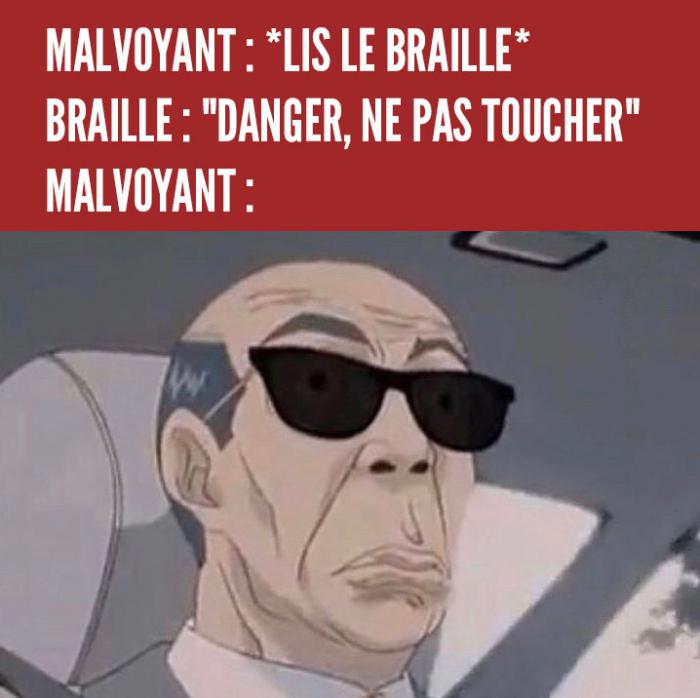 MALVOYANT : *LIS LE BRAILLE*
BRAILLE : "DANGER, NE PAS TOUCHER"
MALVOYANT :